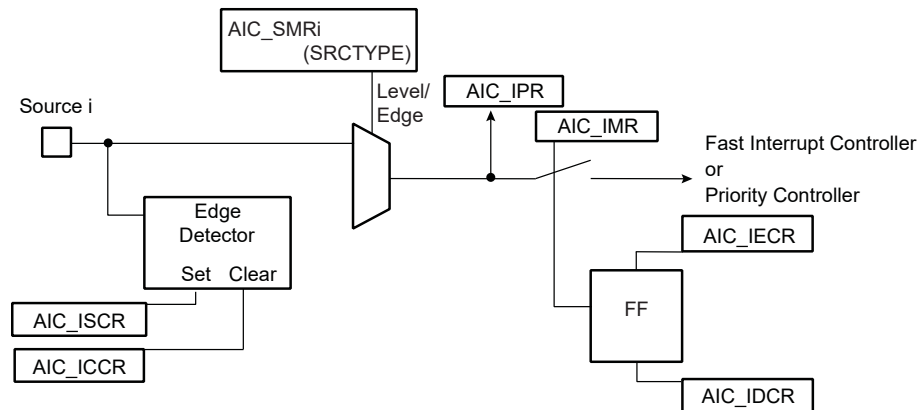 AIC_SMRi
(SRCTYPE)
Level/
Edge
AIC_IPR
Source i
AIC_IMR
Fast Interrupt Controller
or
Priority Controller
Edge
Detector
Set Clear
AIC_IECR
AIC_ISCR
FF
AIC_ICCR
AIC_IDCR